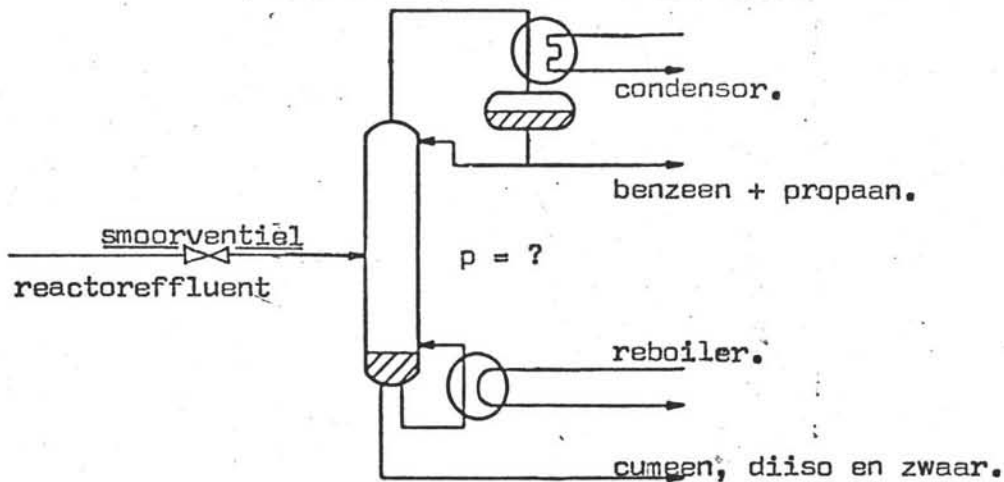 condensor.
benzeen + propaan.
smoorventiel
p = ?
reactoreffluent
reboiler.
cumeen, diiso en zwaar.